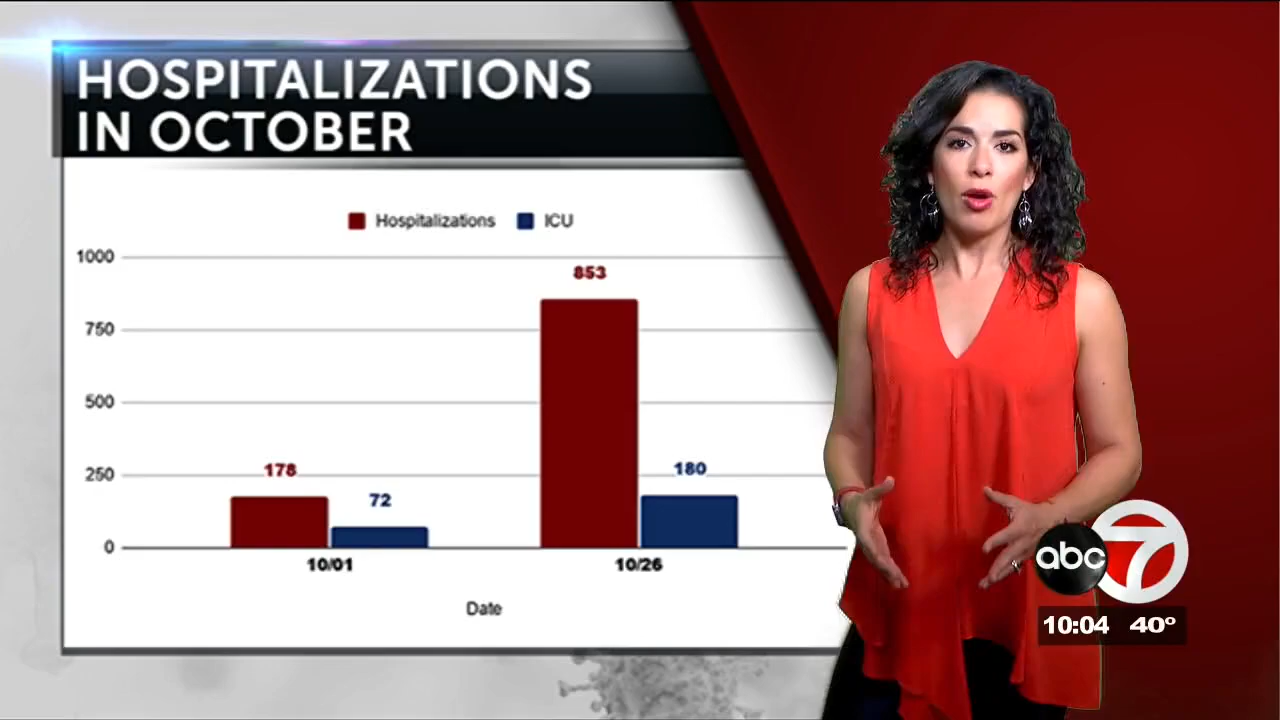 HOSPITALIZATIONS
IN OCTOBER
Hospitalizations ICU
1000
853
750
500
250
178
72
180
0
10/01 10/26
Date
abc 7
10:04 40°